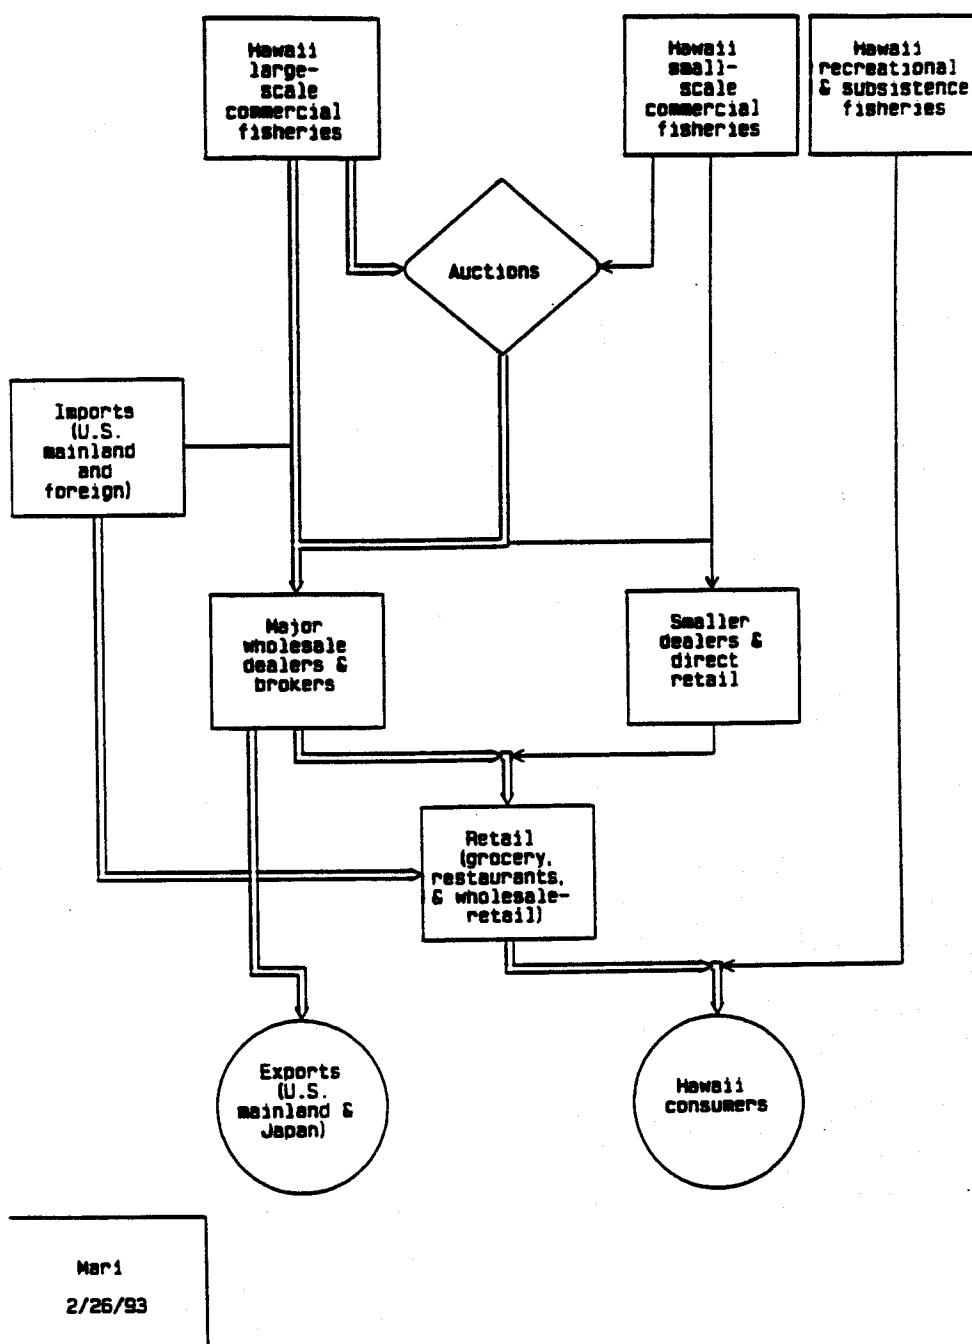 Hawaii
large-
scale
commercial
fisheries
Hawaii
small-
scale
commercial
fisheries
Hawaii
recreational
& subsistence
fisheries
Auctions
Imports
(U.S.
mainland
and
foreign)
Major
wholesale
dealers &
brokers
Smaller
dealers &
direct
retail
Retail
(grocery,
restaurants,
& wholesale-
retail)
Exports
(U.S.
mainland &
Japan)
Hawaii
consumers
Mari
2/26/93